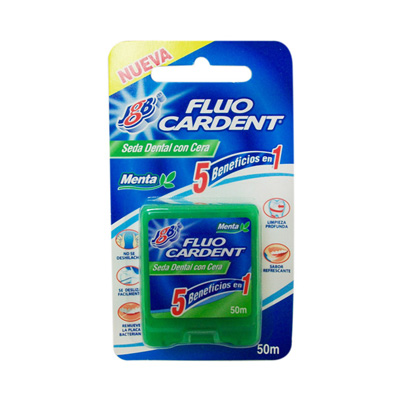 NUEVA
JGB
FLUO
CARDENT
Seda Dental con Cera
Menta
5 Beneficios en 1
NO SE
DESHILACHA
SE DESLIZA
FACILMENTE
REMUEVE
LA PLACA
BACTERIANA
LIMPIEZA
PROFUNDA
SABOR
REFRESCANTE
Menta
JGB
FLUO
CARDENT
Seda Dental con Cera
5 Beneficios en 1
50m
50m